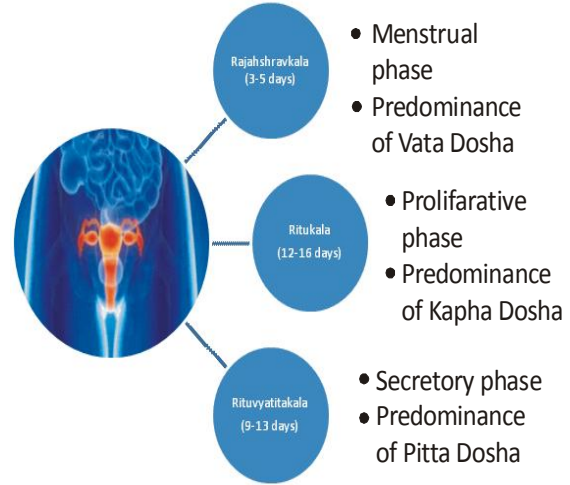 Rajahshravkala
(3-5 days)
• Menstrual
phase
• Predominance
of Vata Dosha
Ritukala
(12-16 days)
• Prolifarative
phase
• Predominance
of Kapha Dosha
Rituvyatitakala
(9-13 days)
• Secretory phase
• Predominance
of Pitta Dosha